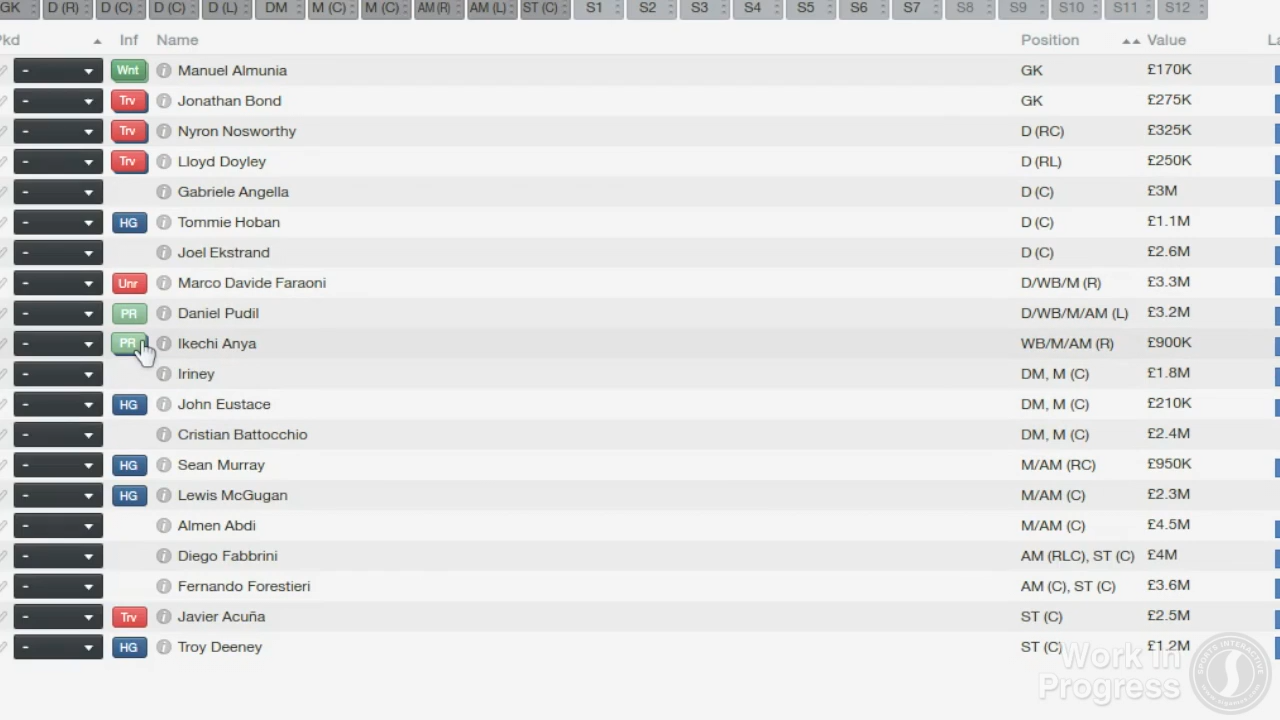 GK D (R) D (C) D (C) D (L) DM M (C) M (C) AM(R) AM (L) ST (C) S1 S2 S3 S4 S5 S6 S7 S8 S9 S10 S11 S12
Inf Name Position Value
- Wnt Manuel Almunia GK £170K
- Trv Jonathan Bond GK £275K
- Trv Nyron Nosworthy D (RC) £325K
- Trv Lloyd Doyley D (RL) £250K
- Gabriele Angella D (C) £3M
- HG Tommie Hoban D (C) £1.1M
- Joel Ekstrand D (C) £2.6M
- Unr Marco Davide Faraoni D/WB/M (R) £3.3M
- PR Daniel Pudil D/WB/M/AM (L) £3.2M
- PR Ikechi Anya WB/M/AM (R) £900K
- Iriney DM, M (C) £1.8M
- HG John Eustace DM, M (C) £210K
- Cristian Battocchio DM, M (C) £2.4M
- HG Sean Murray M/AM (RC) £950K
- HG Lewis McGugan M/AM (C) £2.3M
- Almen Abdi M/AM (C) £4.5M
- Diego Fabbrini AM (RLC), ST (C) £4M
- Fernando Forestieri AM (C), ST (C) £3.6M
- Trv Javier Acuña ST (C) £2.5M
- HG Troy Deeney ST (C) £1.2M
Work in
Progress
SPORTS INTERACTIVE